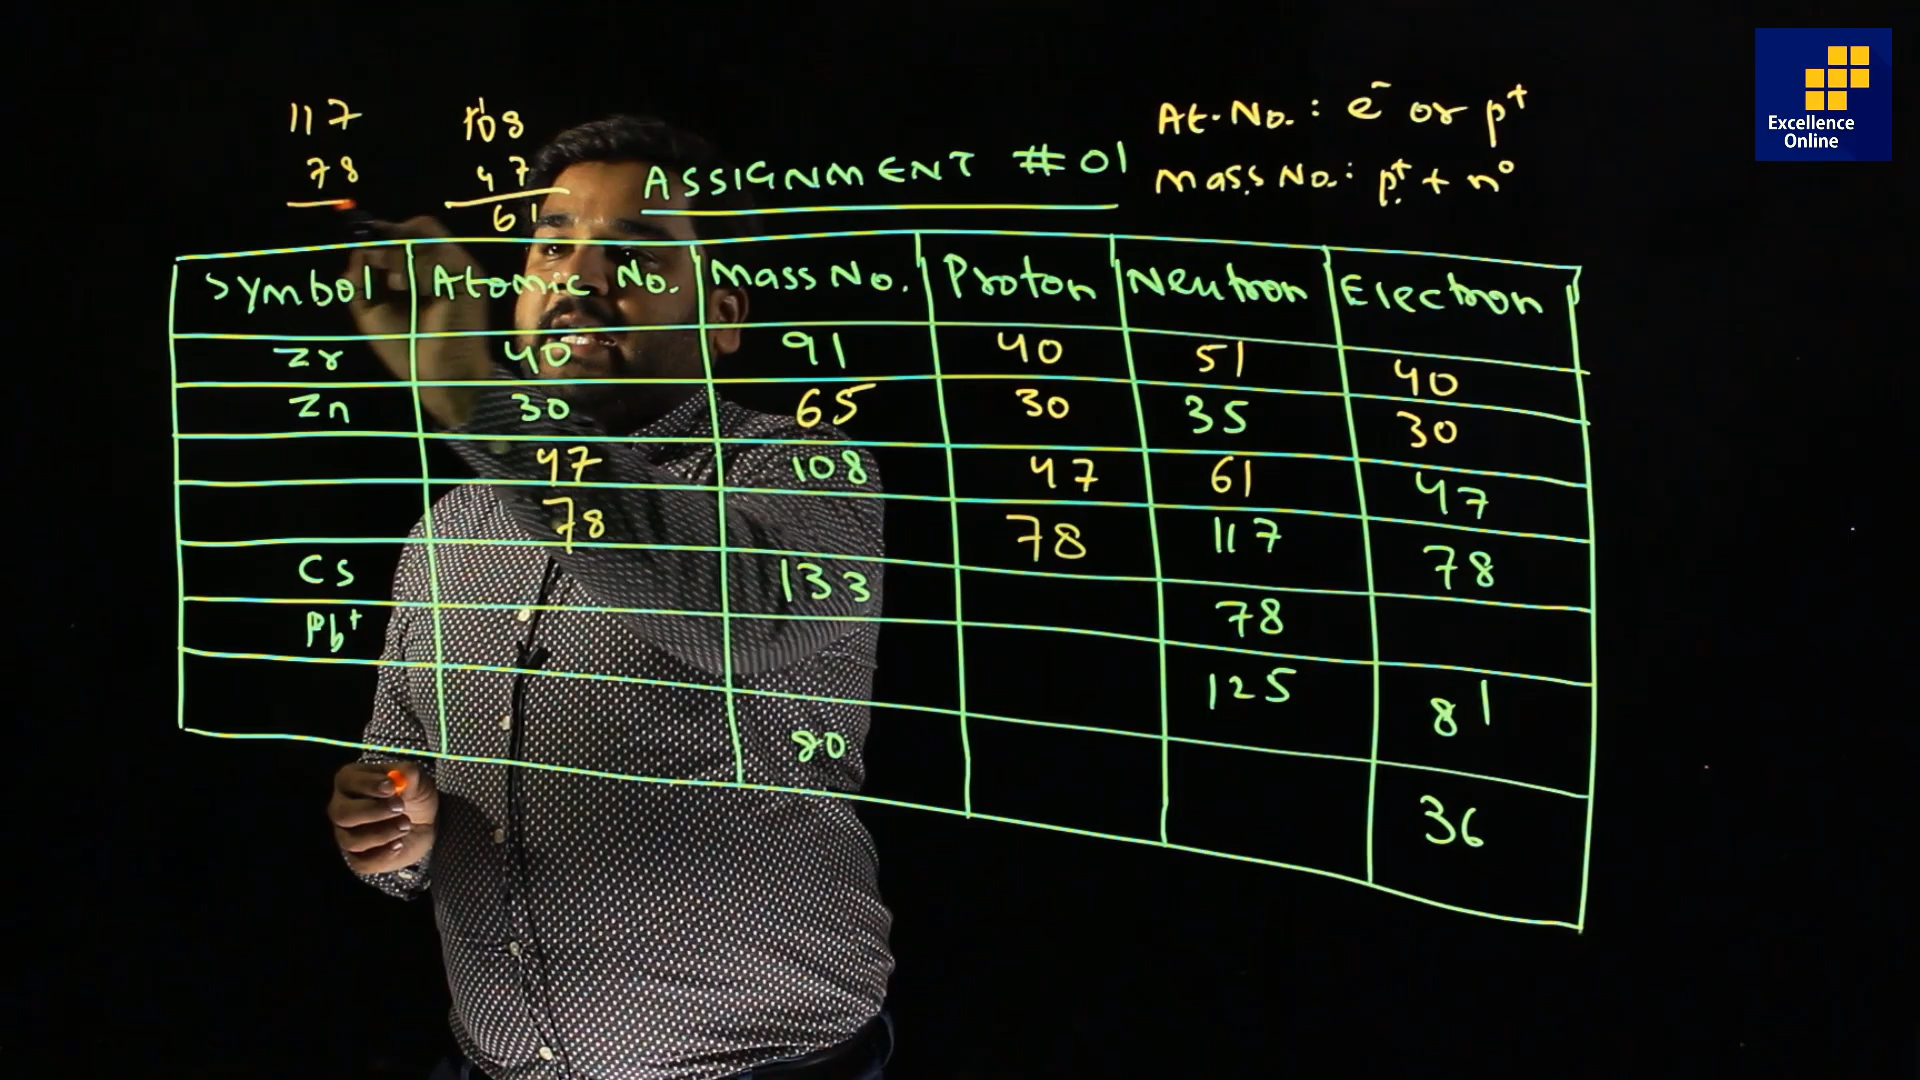 117
78
108
47
61
ASSIGNMENT #01
At. No. : e⁻ or p⁺
Mass No. : p⁺ + n⁰
Excellence
Online
Symbol Atomic No. Mass No. Proton Neutron Electron
Zr 40 91 40 51 40
Zn 30 65 30 35 30
47 108 47 61 47
78 78 117 78
Cs 133 78
Pb⁺ 125 81
80 36